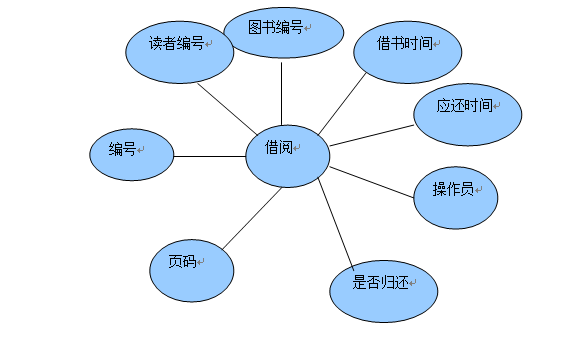 图书编号
读者编号
借书时间
应还时间
借阅
编号
操作员
页码
是否归还